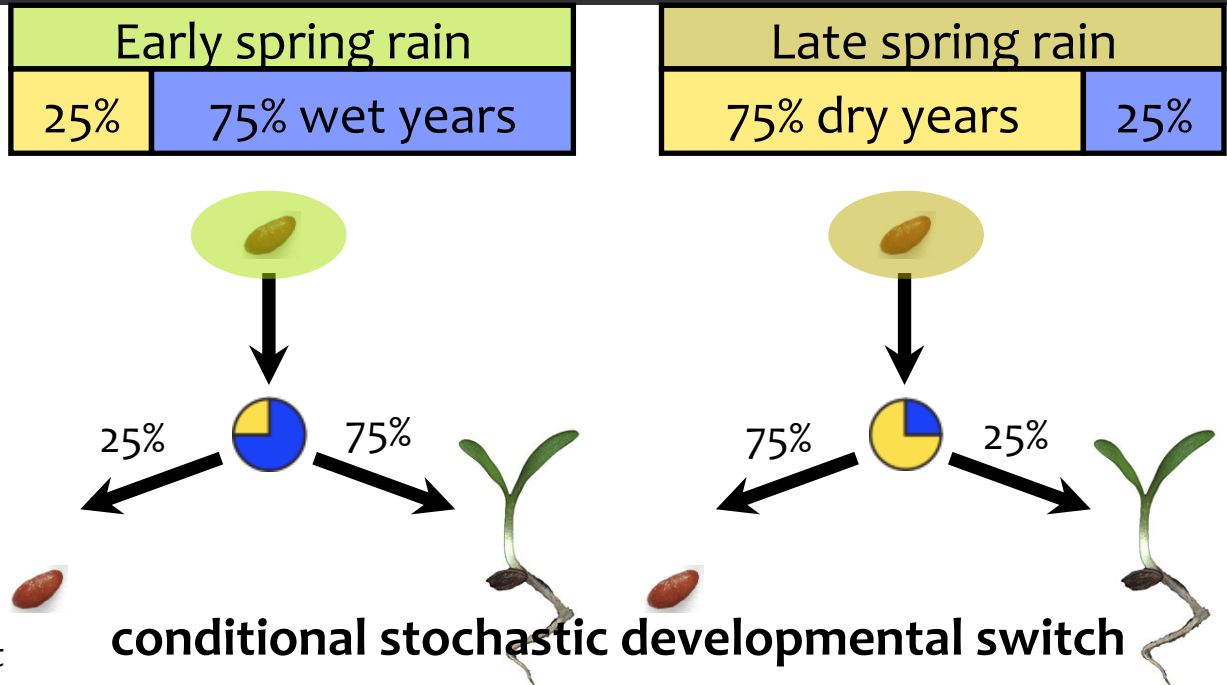 Early spring rain
25% 75% wet years
Late spring rain
75% dry years 25%
25% 75%
75% 25%
conditional stochastic developmental switch
t